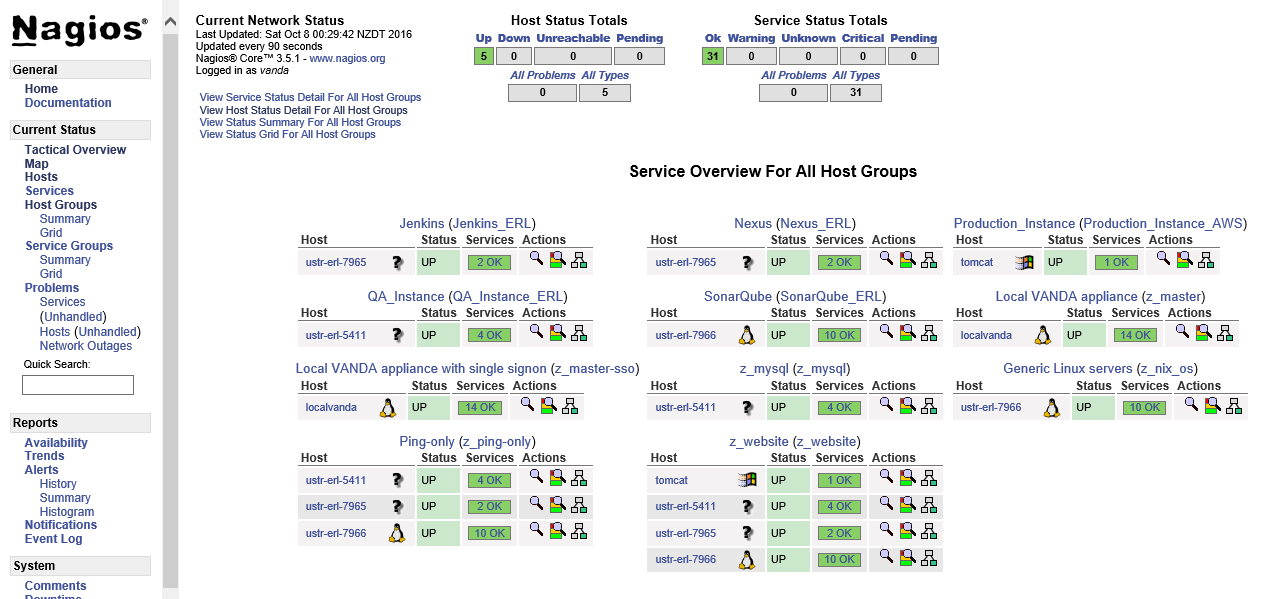 Nagios®
General
Home
Documentation
Current Status
Tactical Overview
Map
Hosts
Services
Host Groups
Summary
Grid
Service Groups
Summary
Grid
Problems
Services
(Unhandled)
Hosts (Unhandled)
Network Outages
Quick Search:
Reports
Availability
Trends
Alerts
History
Summary
Histogram
Notifications
Event Log
System
Comments
Downtime
Current Network Status
Last Updated: Sat Oct 8 00:29:42 NZDT 2016
Updated every 90 seconds
Nagios® Core™ 3.5.1 - www.nagios.org
Logged in as vanda
View Service Status Detail For All Host Groups
View Host Status Detail For All Host Groups
View Status Summary For All Host Groups
View Status Grid For All Host Groups
Host Status Totals
Up Down Unreachable Pending
5 0 0 0
All Problems All Types
0 5
Service Status Totals
Ok Warning Unknown Critical Pending
31 0 0 0 0
All Problems All Types
0 31
Service Overview For All Host Groups
Jenkins (Jenkins_ERL)
Host Status Services Actions
ustr-erl-7965 UP 2 OK
Nexus (Nexus_ERL)
Host Status Services Actions
ustr-erl-7965 UP 2 OK
Production_Instance (Production_Instance_AWS)
Host Status Services Actions
tomcat UP 1 OK
QA_Instance (QA_Instance_ERL)
Host Status Services Actions
ustr-erl-5411 UP 4 OK
SonarQube (SonarQube_ERL)
Host Status Services Actions
ustr-erl-7966 UP 10 OK
Local VANDA appliance (z_master)
Host Status Services Actions
localvanda UP 14 OK
Local VANDA appliance with single signon (z_master-sso)
Host Status Services Actions
localvanda UP 14 OK
z_mysql (z_mysql)
Host Status Services Actions
ustr-erl-5411 UP 4 OK
Generic Linux servers (z_nix_os)
Host Status Services Actions
ustr-erl-7966 UP 10 OK
Ping-only (z_ping-only)
Host Status Services Actions
ustr-erl-5411 UP 4 OK
ustr-erl-7965 UP 2 OK
ustr-erl-7966 UP 10 OK
z_website (z_website)
Host Status Services Actions
tomcat UP 1 OK
ustr-erl-5411 UP 4 OK
ustr-erl-7965 UP 2 OK
ustr-erl-7966 UP 10 OK